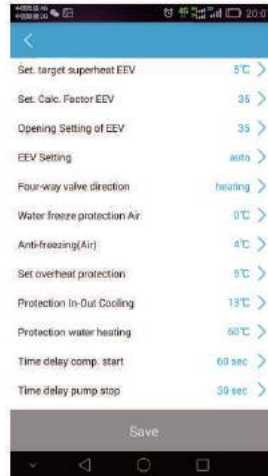 20:0
Set. target superheat EEV 5℃
Set. Calc. Factor EEV 35
Opening Setting of EEV 35
EEV Setting auto
Four-way valve direction heating
Water freeze protection Air 0℃
Anti-freezing(Air) 4℃
Set overheat protection 5℃
Protection In-Out Cooling 13℃
Protection water heating 60℃
Time delay comp. start 60 sec
Time delay pump stop 30 sec
Save